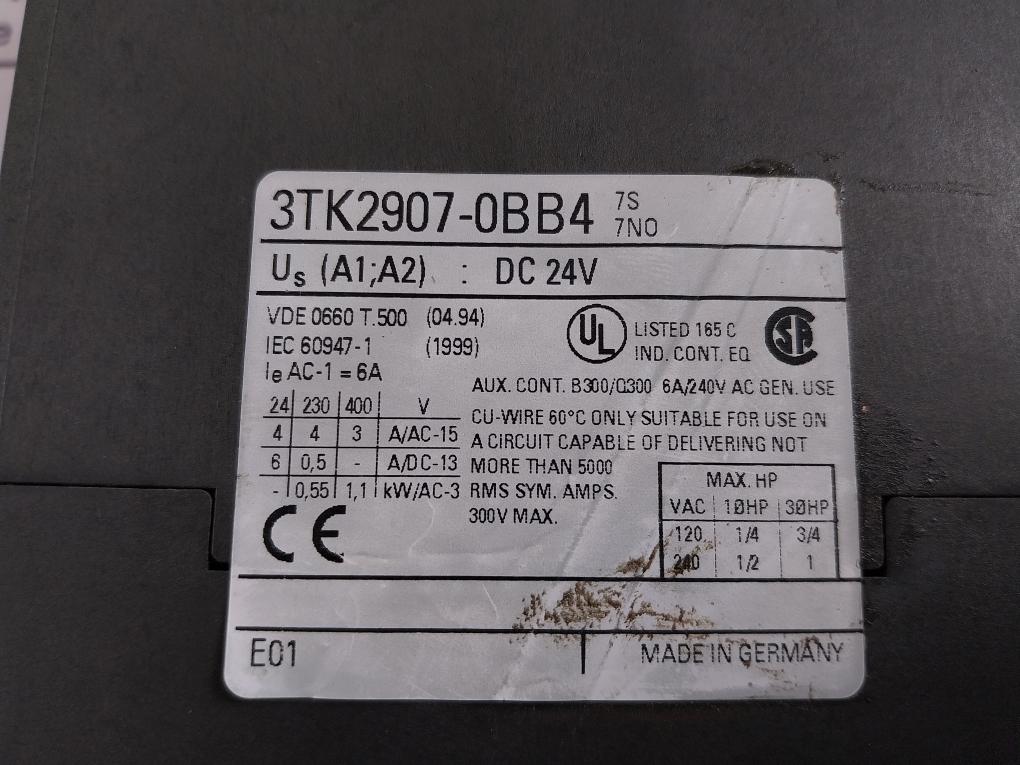 3TK2907-0BB4 7S
7NO
Us (A1;A2) : DC 24V
VDE 0660 T.500 (04.94)
IEC 60947-1 (1999)
Ie AC-1 = 6A
24 230 400 V
4 4 3 A/AC-15
6 0,5 - A/DC-13
- 0,55 1,1 kW/AC-3
CE
UL LISTED 165 C
IND. CONT. EQ
SA
AUX. CONT. B300/Q300 6A/240V AC GEN. USE
CU-WIRE 60°C ONLY SUITABLE FOR USE ON
A CIRCUIT CAPABLE OF DELIVERING NOT
MORE THAN 5000
RMS SYM. AMPS.
300V MAX.
MAX. HP
VAC 1ØHP 3ØHP
120 1/4 3/4
240 1/2 1
E01
MADE IN GERMANY